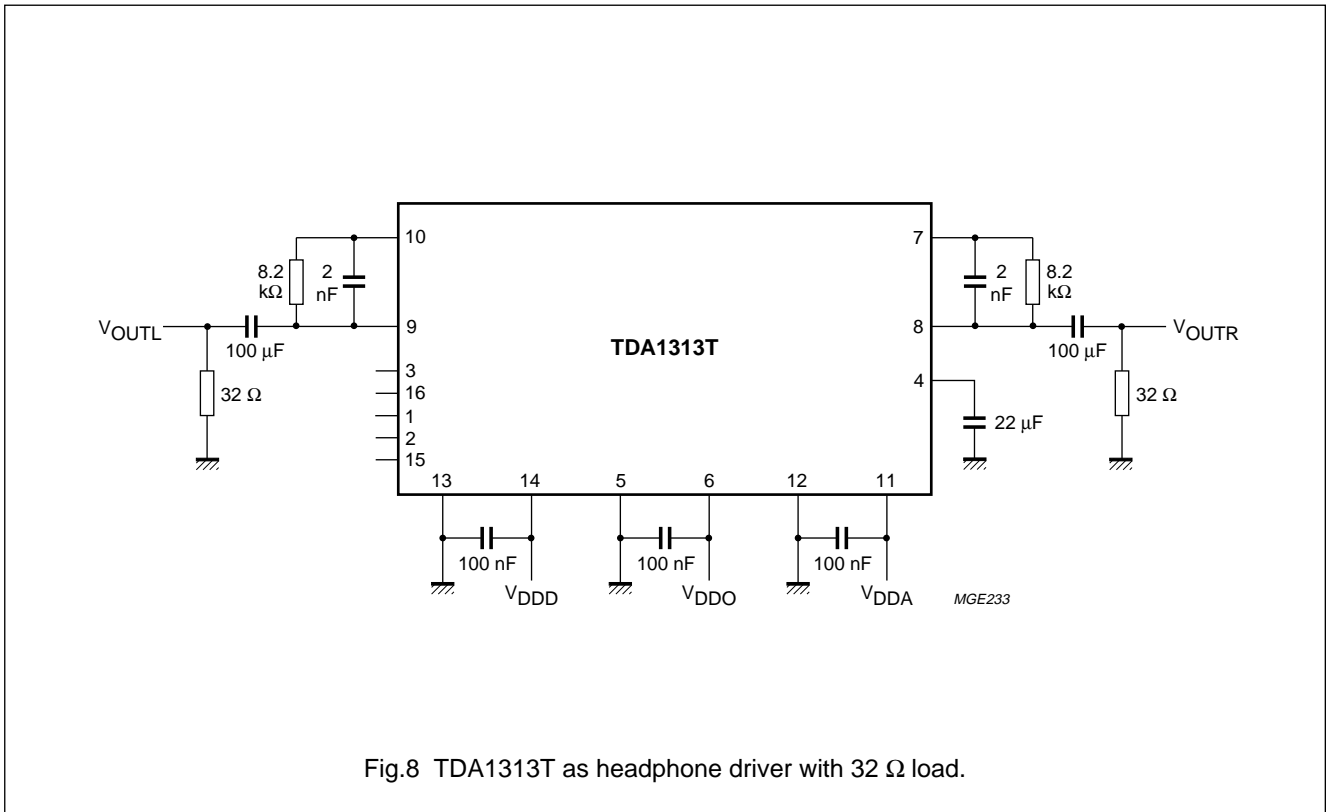 10
7
8.2
kΩ
2
nF
2
nF
8.2
kΩ
VOUTL
9
8
VOUTR
100 µF
TDA1313T
100 µF
3
4
32 Ω
16
32 Ω
1
22 µF
2
15
13
14
5
6
12
11
100 nF
100 nF
100 nF
VDDD
VDDO
VDDA
MGE233
Fig.8 TDA1313T as headphone driver with 32 Ω load.